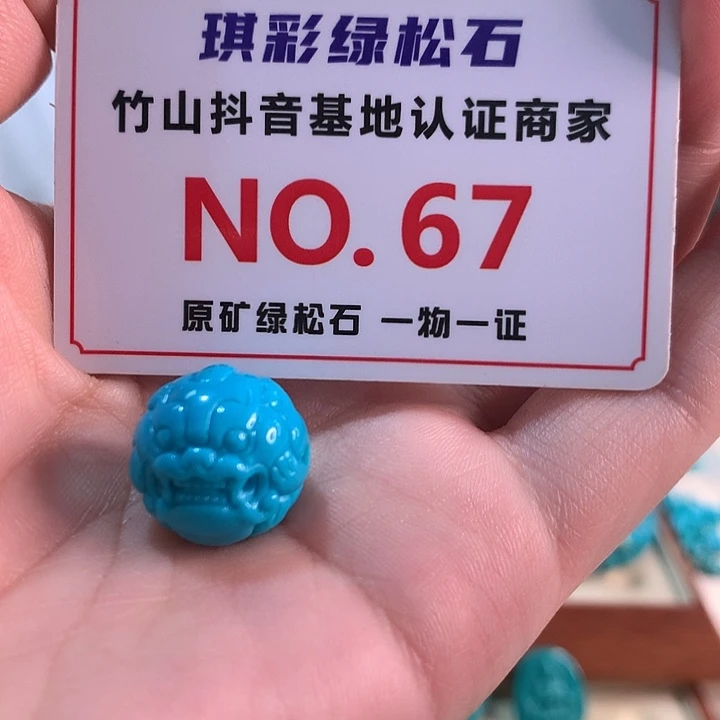 琪彩绿松石
竹山抖音基地认证商家
NO.67
原矿绿松石 一物一证